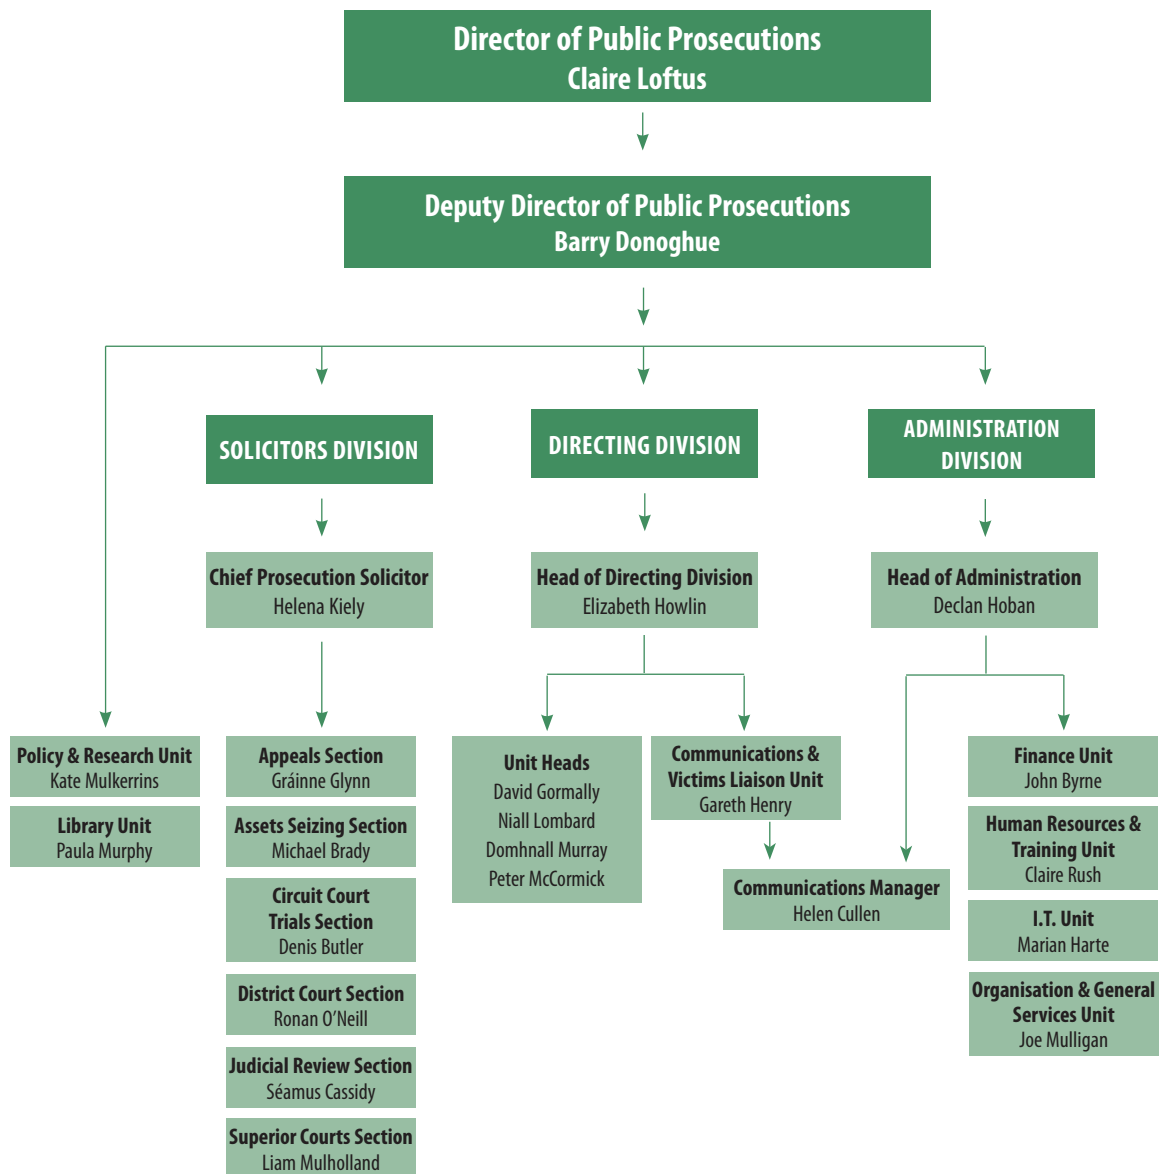 Director of Public Prosecutions
Claire Loftus
Deputy Director of Public Prosecutions
Barry Donoghue
SOLICITORS DIVISION
DIRECTING DIVISION
ADMINISTRATION
DIVISION
Chief Prosecution Solicitor
Helena Kiely
Head of Directing Division
Elizabeth Howlin
Head of Administration
Declan Hoban
Policy & Research Unit
Kate Mulkerrins
Library Unit
Paula Murphy
Appeals Section
Gráinne Glynn
Assets Seizing Section
Michael Brady
Circuit Court
Trials Section
Denis Butler
District Court Section
Ronan O’Neill
Judicial Review Section
Séamus Cassidy
Superior Courts Section
Liam Mulholland
Unit Heads
David Gormally
Niall Lombard
Domhnall Murray
Peter McCormick
Communications &
Victims Liaison Unit
Gareth Henry
Communications Manager
Helen Cullen
Finance Unit
John Byrne
Human Resources &
Training Unit
Claire Rush
I.T. Unit
Marian Harte
Organisation & General
Services Unit
Joe Mulligan